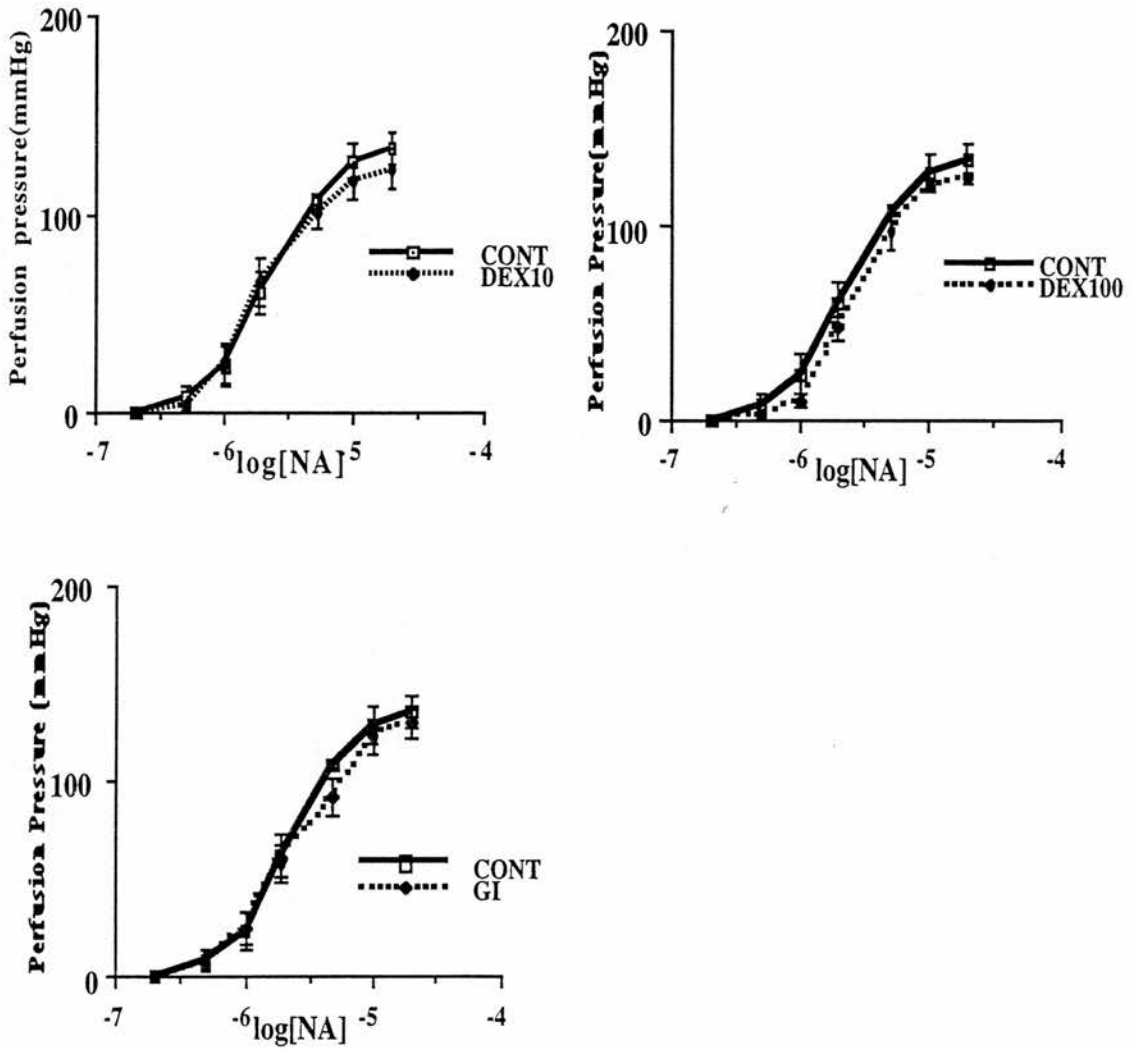 Perfusion pressure(mmHg)
200
100
0
-7
-6
-5
-4
log[NA]
CONT
DEX10
Perfusion Pressure(mmHg)
200
100
0
-7
-6
-5
-4
log[NA]
CONT
DEX100
Perfusion Pressure (mmHg)
200
100
0
-7
-6
-5
-4
log[NA]
CONT
GI